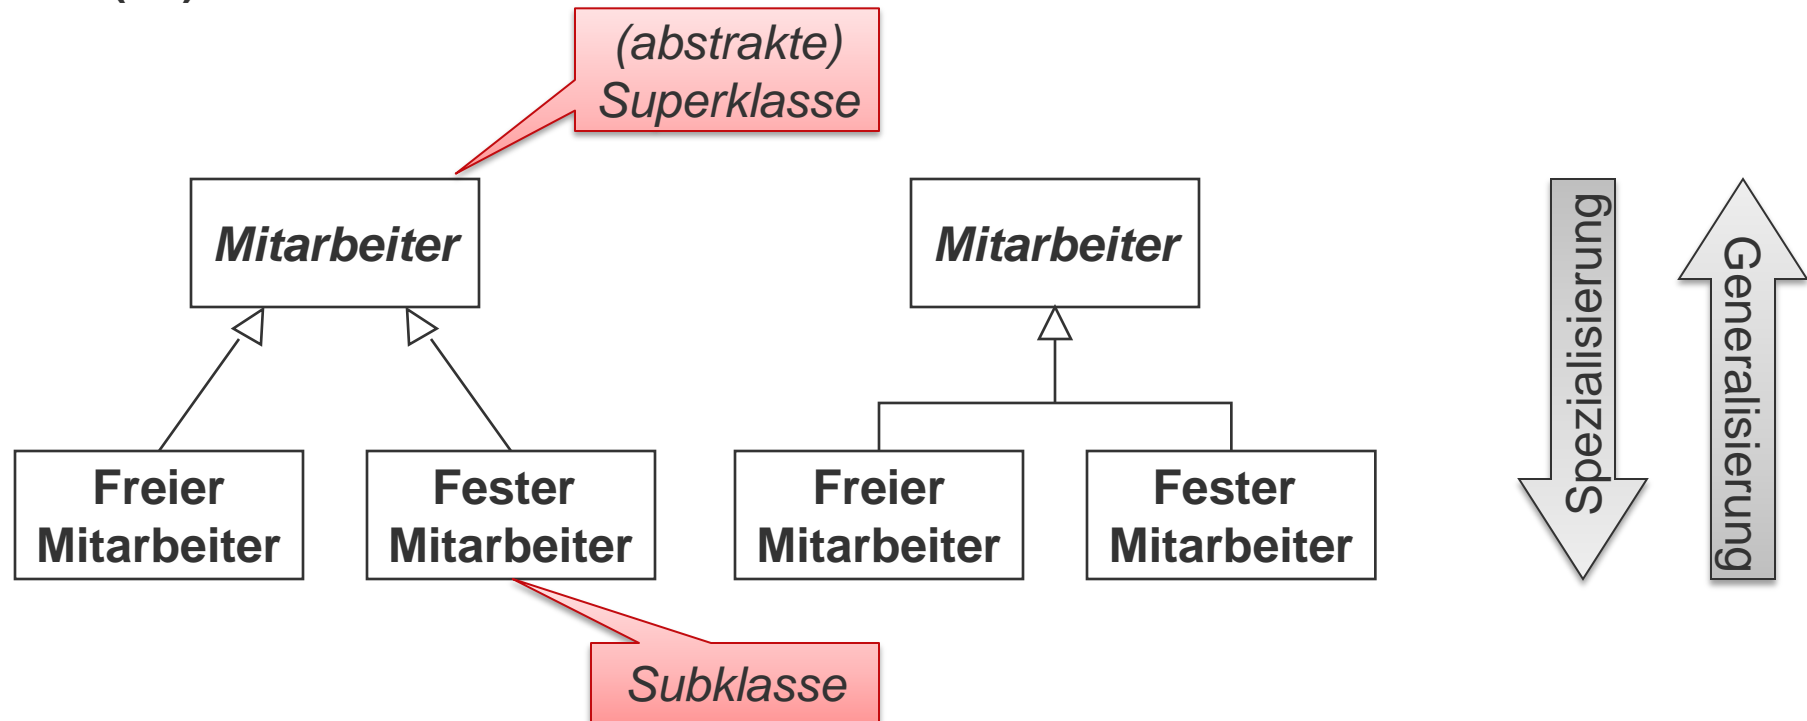 (abstrakte)
Superklasse
Mitarbeiter
Mitarbeiter
Freier
Mitarbeiter
Fester
Mitarbeiter
Freier
Mitarbeiter
Fester
Mitarbeiter
Subklasse
Spezialisierung
Generalisierung